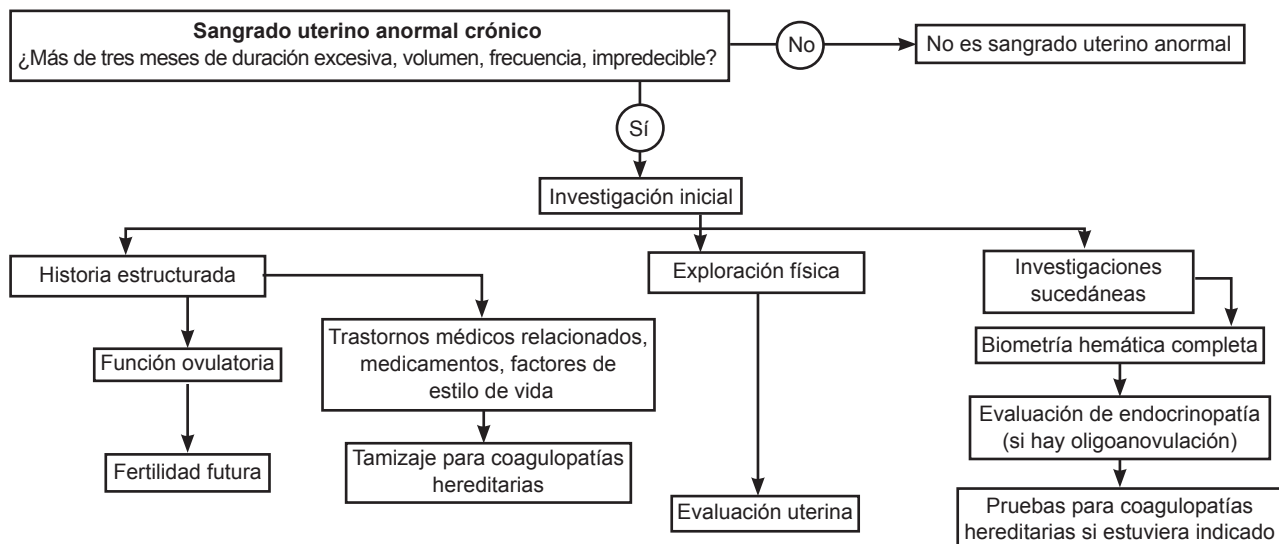 Sangrado uterino anormal crónico
¿Más de tres meses de duración excesiva, volumen, frecuencia, impredecible?
No
No es sangrado uterino anormal
Sí
Investigación inicial
Historia estructurada
Exploración física
Investigaciones
sucedáneas
Función ovulatoria
Trastornos médicos relacionados,
medicamentos, factores de
estilo de vida
Biometría hemática completa
Fertilidad futura
Tamizaje para coagulopatías
hereditarias
Evaluación de endocrinopatía
(si hay oligoanovulación)
Evaluación uterina
Pruebas para coagulopatías
hereditarias si estuviera indicado